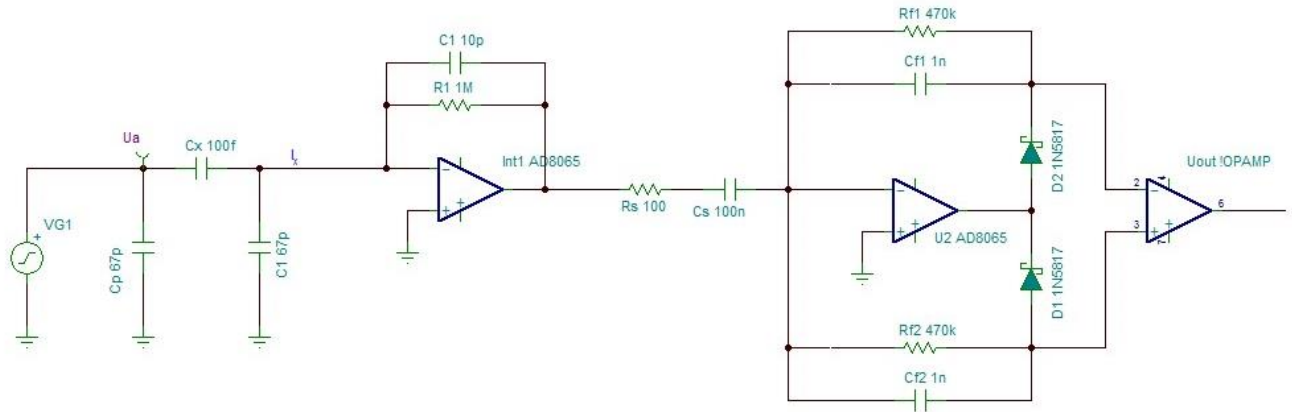 Rf1 470k
C1 10p
Cf1 1n
R1 1M
Ua
Cx 100f
Ix
Int1 AD8065
D2 1N5817
Uout !OPAMP
VG1
+
Cp 67p
C1 67p
Rs 100
Cs 100n
U2 AD8065
2
3
6
4
7
D1 1N5817
Rf2 470k
Cf2 1n